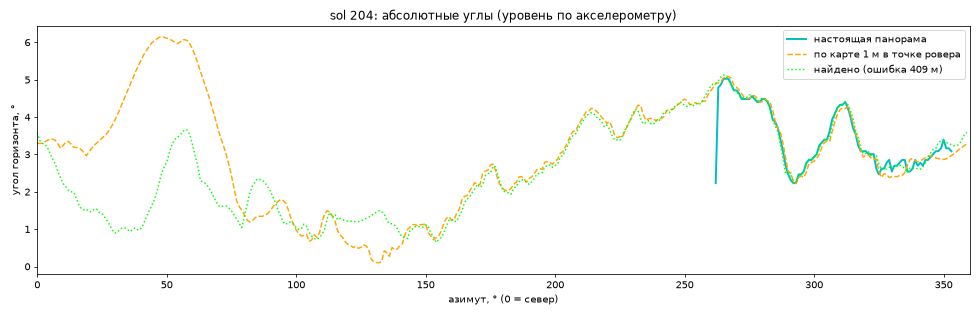 sol 204: абсолютные углы (уровень по акселерометру)
угол горизонта, °
6
5
4
3
2
1
0
настоящая панорама
по карте 1 м в точке ровера
найдено (ошибка 409 м)
0
50
100
150
200
250
300
350
азимут, ° (0 = север)